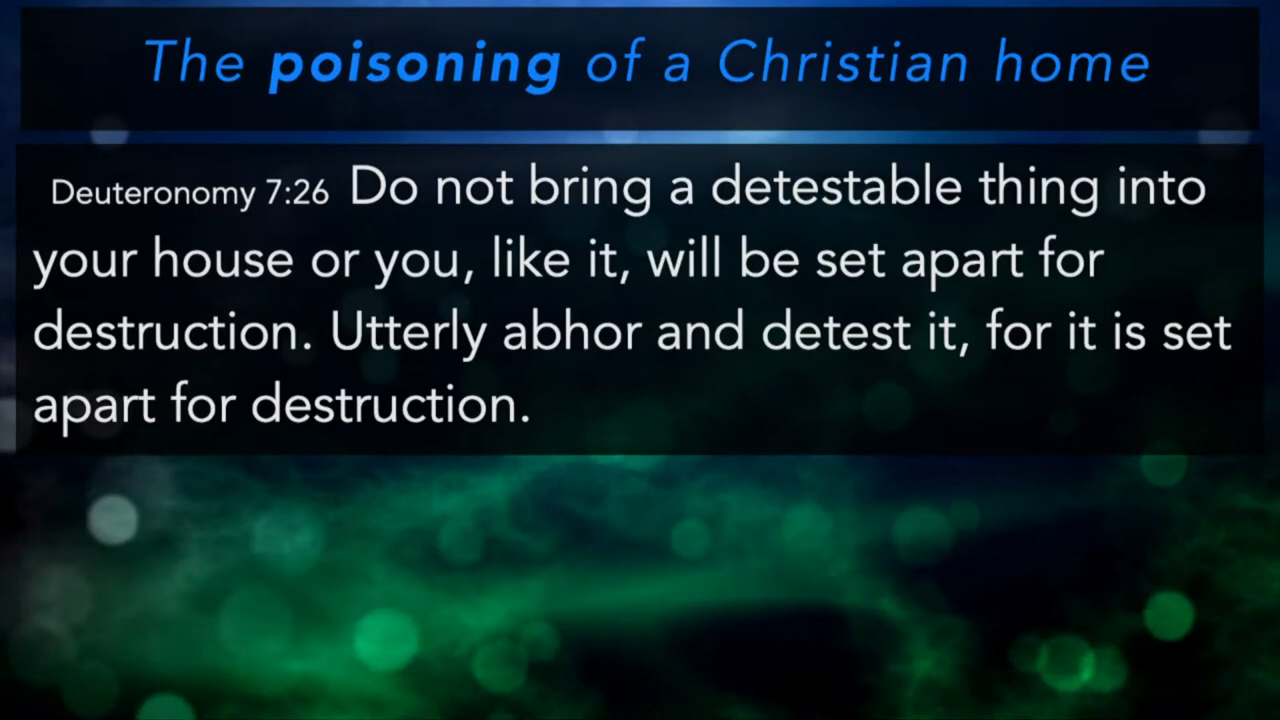 The poisoning of a Christian home
Deuteronomy 7:26 Do not bring a detestable thing into
your house or you, like it, will be set apart for
destruction. Utterly abhor and detest it, for it is set
apart for destruction.